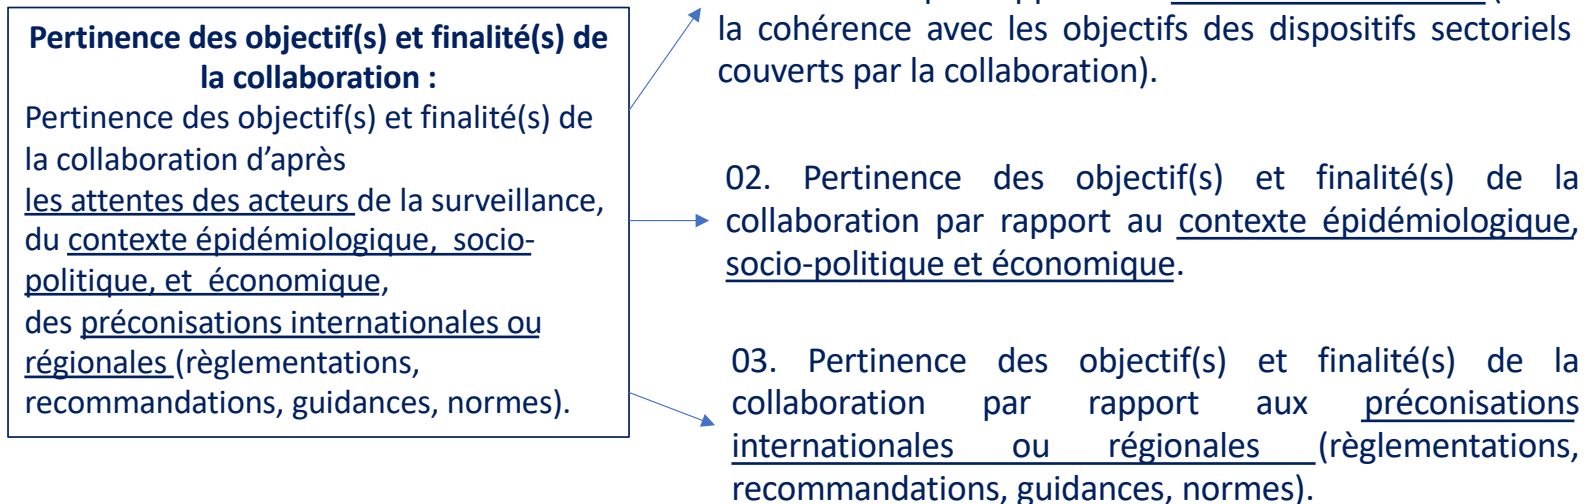 Pertinence des objectif(s) et finalité(s) de
la collaboration :
Pertinence des objectif(s) et finalité(s) de
la collaboration d’après
les attentes des acteurs de la surveillance,
du contexte épidémiologique, socio-
politique, et économique,
des préconisations internationales ou
régionales (règlementations,
recommandations, guidances, normes).
la cohérence avec les objectifs des dispositifs sectoriels
couverts par la collaboration).
02. Pertinence des objectif(s) et finalité(s) de la
collaboration par rapport au contexte épidémiologique,
socio-politique et économique.
03. Pertinence des objectif(s) et finalité(s) de la
collaboration par rapport aux préconisations
internationales ou régionales (règlementations,
recommandations, guidances, normes).